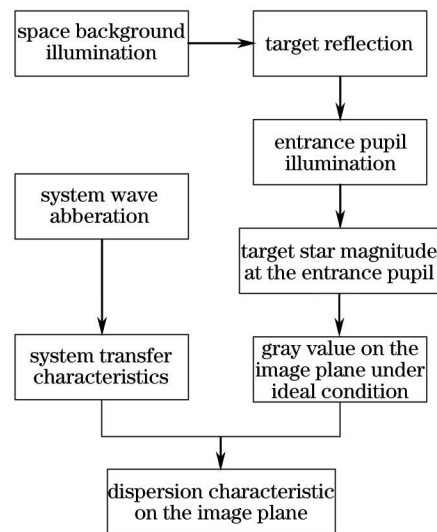 space background
illumination
target reflection
entrance pupil
illumination
system wave
abberation
target star magnitude
at the entrance pupil
system transfer
characteristics
gray value on the
image plane under
ideal condition
dispersion characteristic
on the image plane